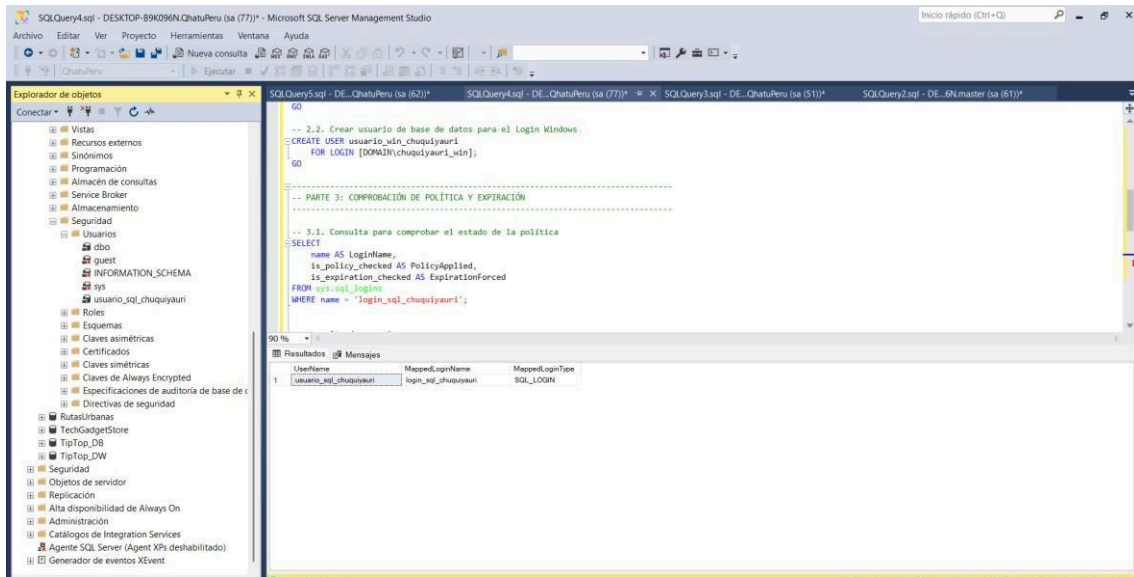 SQLQuery4.sql - DESKTOP-B9K096N.QhatuPeru (sa (77))* - Microsoft SQL Server Management Studio
Inicio rápido (Ctrl+Q)
Archivo Editar Ver Proyecto Herramientas Ventana Ayuda
Nueva consulta
QhatuPeru Ejecutar
Explorador de objetos
SQLQuery5.sql - DE...QhatuPeru (sa (62))* SQLQuery4.sql - DE...QhatuPeru (sa (77))* SQLQuery3.sql - DE...QhatuPeru (sa (51))* SQLQuery2.sql - DE...6N.master (sa (61))*
Conectar
Vistas
Recursos externos
Sinónimos
Programación
Almacén de consultas
Service Broker
Almacenamiento
Seguridad
Usuarios
dbo
guest
INFORMATION_SCHEMA
sys
usuario_sql_chuquiyauri
Roles
Esquemas
Claves asimétricas
Certificados
Claves simétricas
Claves de Always Encrypted
Especificaciones de auditoría de base de
Directivas de seguridad
RutasUrbanas
TechGadgetStore
TipTop_DB
TipTop_DW
Seguridad
Objetos de servidor
Replicación
Alta disponibilidad de Always On
Administración
Catálogos de Integration Services
Agente SQL Server (Agent XPs deshabilitado)
Generador de eventos XEvent
GO
-- 2.2. Crear usuario de base de datos para el Login Windows
CREATE USER usuario_win_chuquiyauri
FOR LOGIN [DOMAIN\chuquiyauri_win];
GO
--------------------------------------------------------------------------------
-- PARTE 3: COMPROBACIÓN DE POLÍTICA Y EXPIRACIÓN
--------------------------------------------------------------------------------
-- 3.1. Consulta para comprobar el estado de la política
SELECT
name AS LoginName,
is_policy_checked AS PolicyApplied,
is_expiration_checked AS ExpirationForced
FROM sys.sql_logins
WHERE name = 'login_sql_chuquiyauri';
90 %
Resultados Mensajes
UserName MappedLoginName MappedLoginType
1 usuario_sql_chuquiyauri login_sql_chuquiyauri SQL_LOGIN